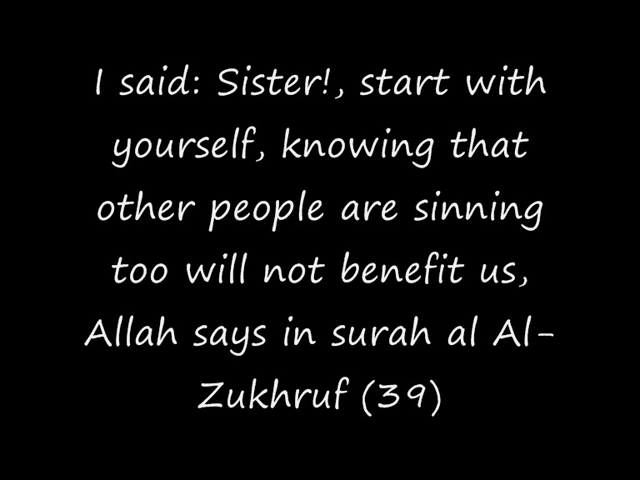 I said: Sister!, start with
yourself, knowing that
other people are sinning
too will not benefit us,
Allah says in surah al Al-
Zukhruf (39)